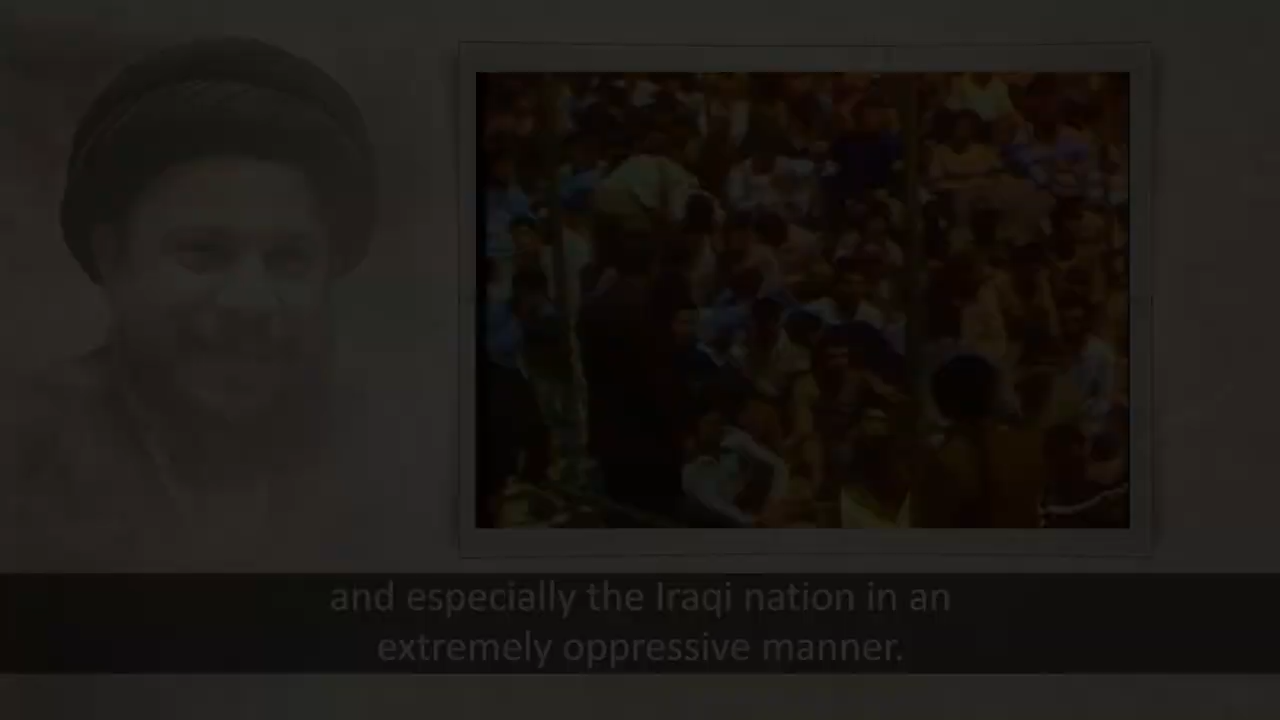 and especially the Iraqi nation in an
extremely oppressive manner.